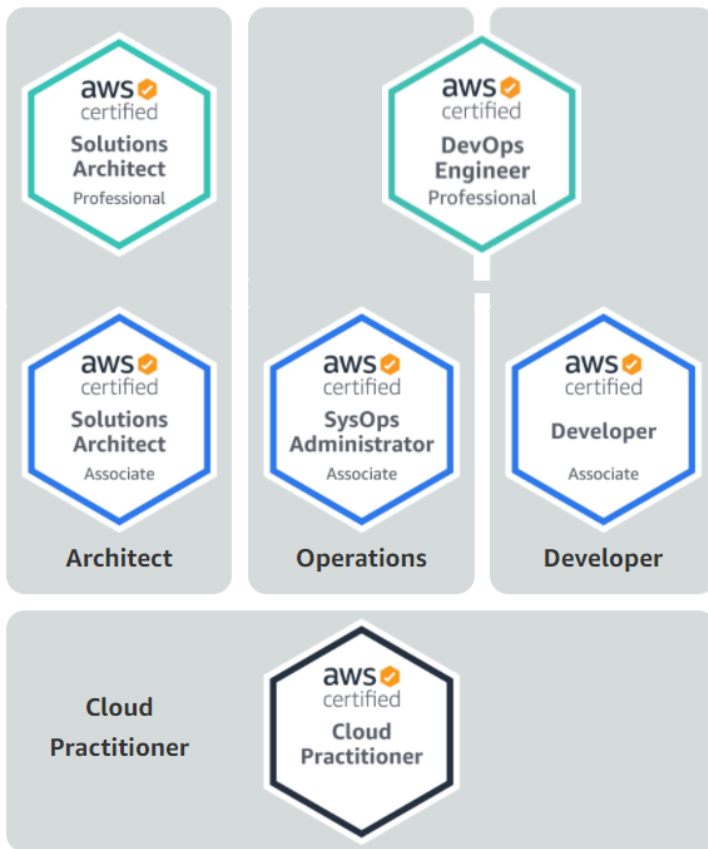 aws
certified
Solutions
Architect
Professional
aws
certified
DevOps
Engineer
Professional
aws
certified
Solutions
Architect
Associate
Architect
aws
certified
SysOps
Administrator
Associate
Operations
aws
certified
Developer
Associate
Developer
Cloud
Practitioner
aws
certified
Cloud
Practitioner